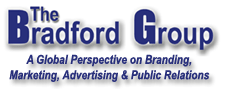 The
Bradford Group
A Global Perspective on Branding,
Marketing, Advertising & Public Relations